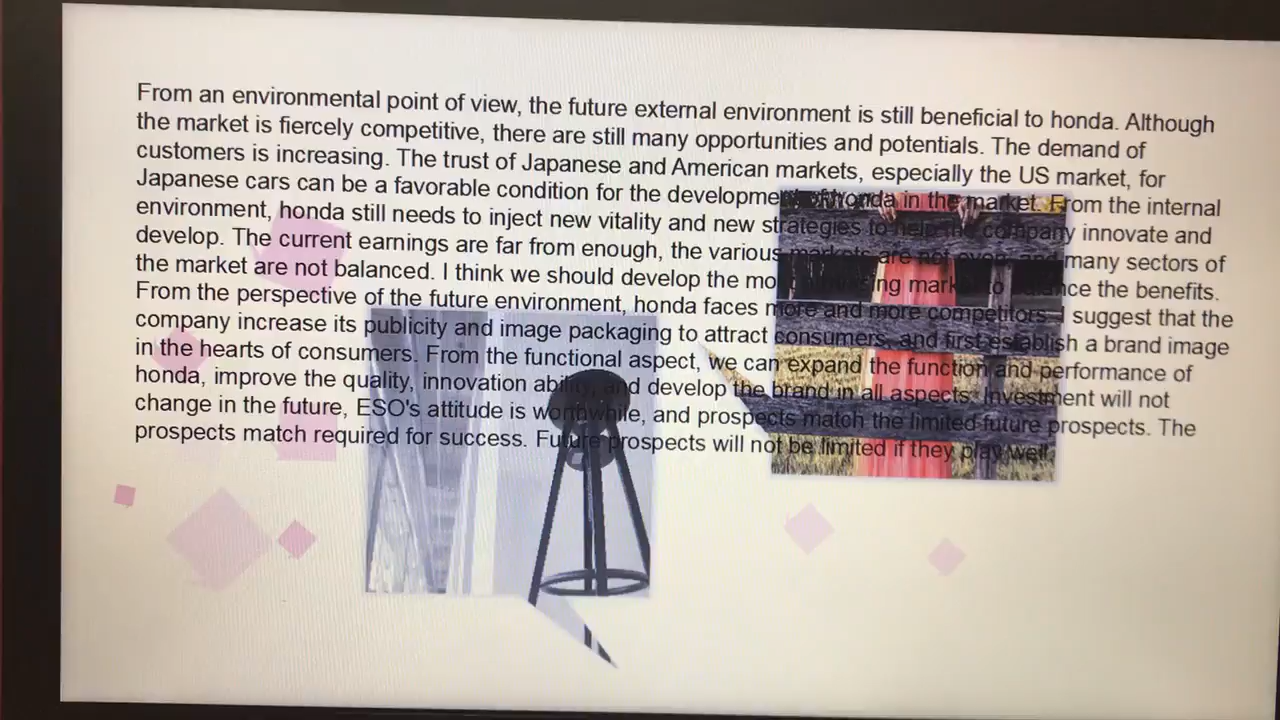 From an environmental point of view, the future external environment is still beneficial to honda. Although
the market is fiercely competitive, there are still many opportunities and potentials. The demand of
customers is increasing. The trust of Japanese and American markets, especially the US market, for
Japanese cars can be a favorable condition for the development of honda in the market. From the internal
environment, honda still needs to inject new vitality and new strategies to help the company innovate and
develop. The current earnings are far from enough, the various markets are not even, and many sectors of
the market are not balanced. I think we should develop the market to balance the benefits.
From the perspective of the future environment, honda faces more and more competitors. I suggest that the
company increase its publicity and image packaging to attract consumers, and first establish a brand image
in the hearts of consumers. From the functional aspect, we can expand the function and performance of
honda, improve the quality, innovation ability, and develop the brand in all aspects. Investment will not
change in the future, ESO's attitude is worthwhile, and prospects match the limited future prospects. The
prospects match required for success. Future prospects will not be limited if they play well.